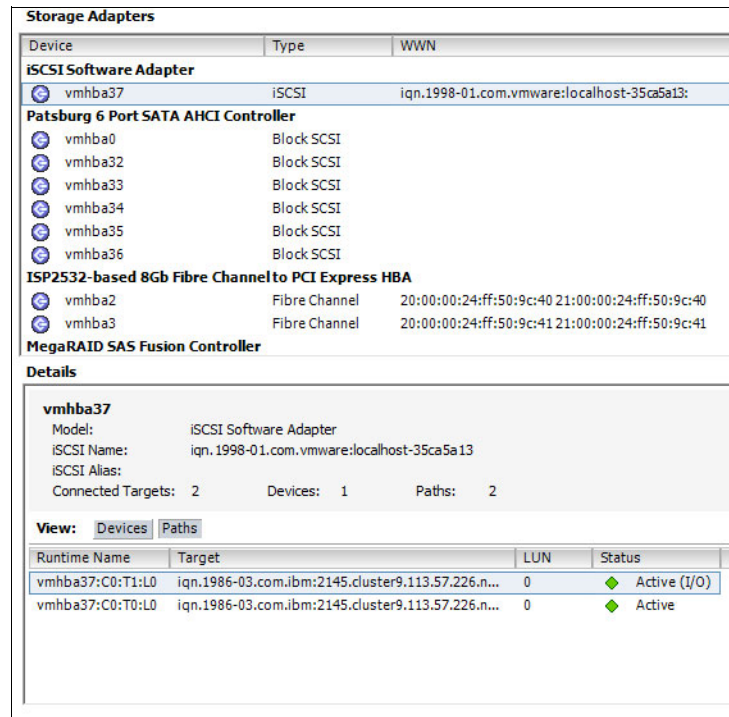 Storage Adapters
Device Type WWN
iSCSI Software Adapter
vmhba37 iSCSI iqn.1998-01.com.vmware:localhost-35ca5a13:
Patsburg 6 Port SATA AHCI Controller
vmhba0 Block SCSI
vmhba32 Block SCSI
vmhba33 Block SCSI
vmhba34 Block SCSI
vmhba35 Block SCSI
vmhba36 Block SCSI
ISP2532-based 8Gb Fibre Channel to PCI Express HBA
vmhba2 Fibre Channel 20:00:00:24:ff:50:9c:40 21:00:00:24:ff:50:9c:40
vmhba3 Fibre Channel 20:00:00:24:ff:50:9c:41 21:00:00:24:ff:50:9c:41
MegaRAID SAS Fusion Controller
Details
vmhba37
Model: iSCSI Software Adapter
iSCSI Name: iqn.1998-01.com.vmware:localhost-35ca5a13
iSCSI Alias:
Connected Targets: 2 Devices: 1 Paths: 2
View: Devices Paths
Runtime Name Target LUN Status
vmhba37:C0:T1:L0 iqn.1986-03.com.ibm:2145.cluster9.113.57.226.n... 0 Active (I/O)
vmhba37:C0:T0:L0 iqn.1986-03.com.ibm:2145.cluster9.113.57.226.n... 0 Active